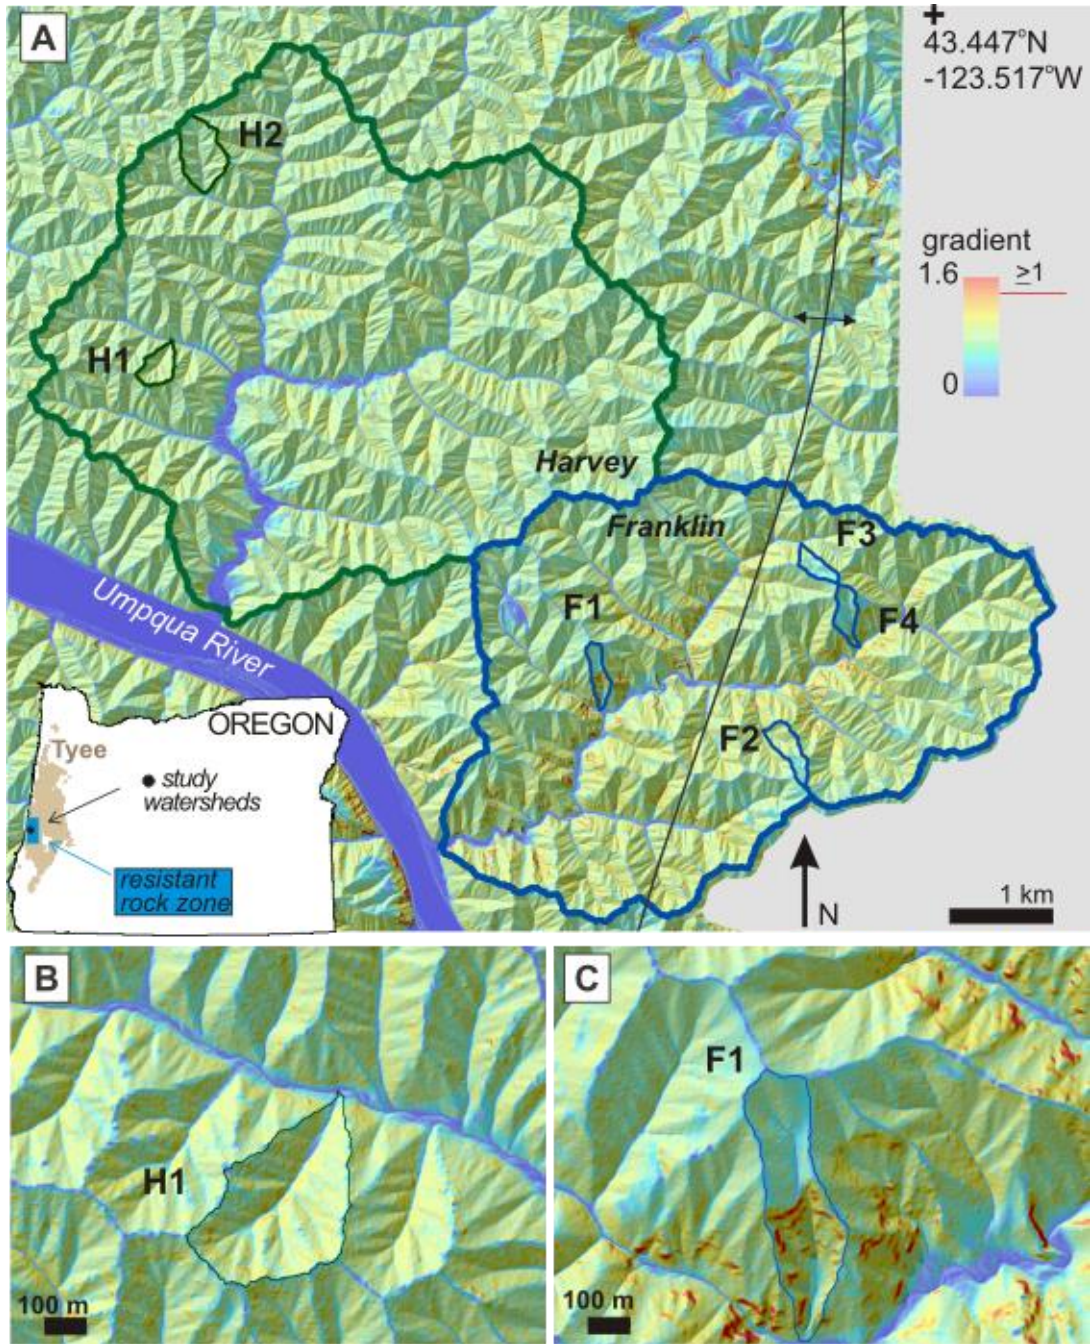 A
43.447°N
-123.517°W
H2
gradient
1.6
≥1
0
H1
Harvey
Franklin
F3
F1
F4
Umpqua River
F2
OREGON
Tyee
study
watersheds
resistant
rock zone
N
1 km
B
H1
100 m
C
F1
100 m